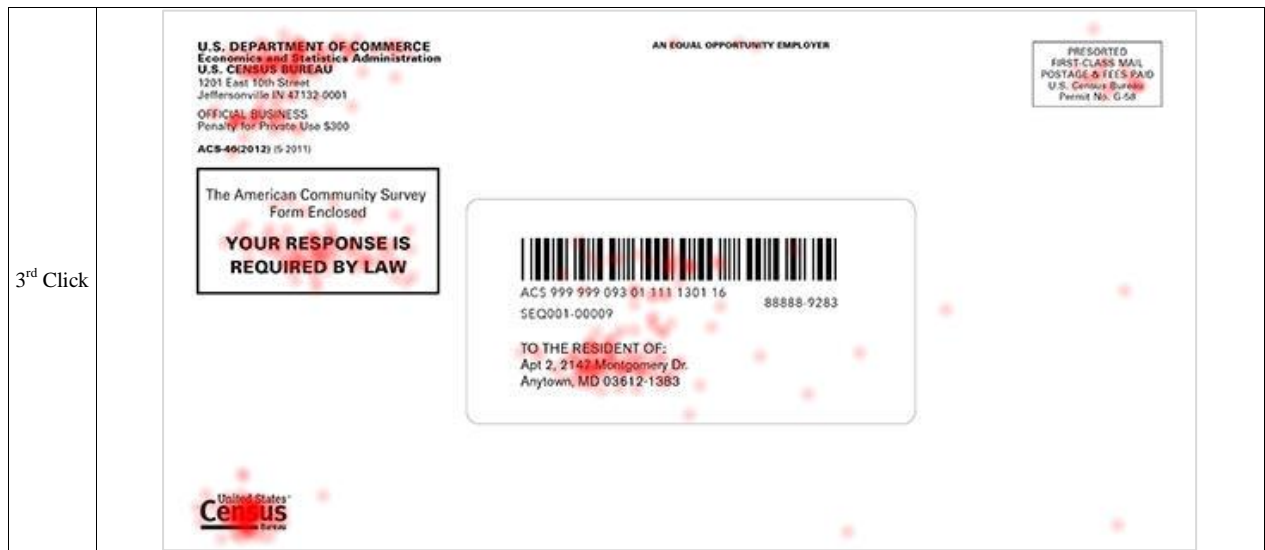 3rd Click
U.S. DEPARTMENT OF COMMERCE
Economics and Statistics Administration
U.S. CENSUS BUREAU
1201 East 10th Street
Jeffersonville IN 47132-0001
OFFICIAL BUSINESS
Penalty for Private Use $300
ACS-46(2012) (5-2011)
AN EQUAL OPPORTUNITY EMPLOYER
PRESORTED
FIRST-CLASS MAIL
POSTAGE & FEES PAID
U.S. Census Bureau
Permit No. G-58
The American Community Survey
Form Enclosed
YOUR RESPONSE IS
REQUIRED BY LAW
ACS 999 999 093 01 111 1301 16
88888-9283
SEQ001-00009
TO THE RESIDENT OF:
Apt 2, 2147 Montgomery Dr.
Anytown, MD 03612-1383
United States
Census
Bureau